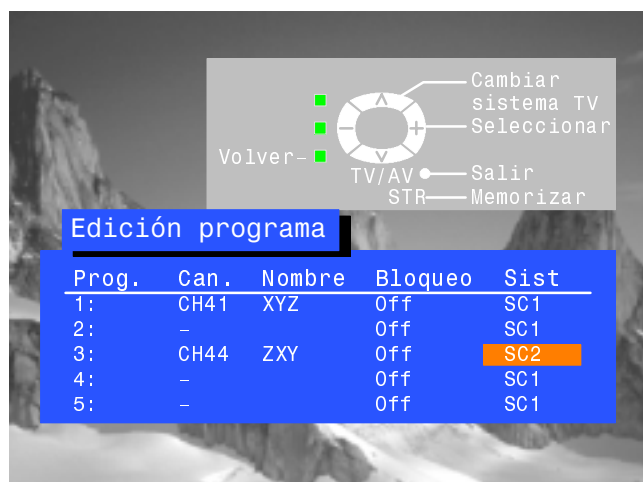 Cambiar
sistema TV
Seleccionar
Volver
TV/AV Salir
STR Memorizar
Edición programa
Prog. Can. Nombre Bloqueo Sist
1: CH41 XYZ Off SC1
2: – Off SC1
3: CH44 ZXY Off SC2
4: – Off SC1
5: – Off SC1